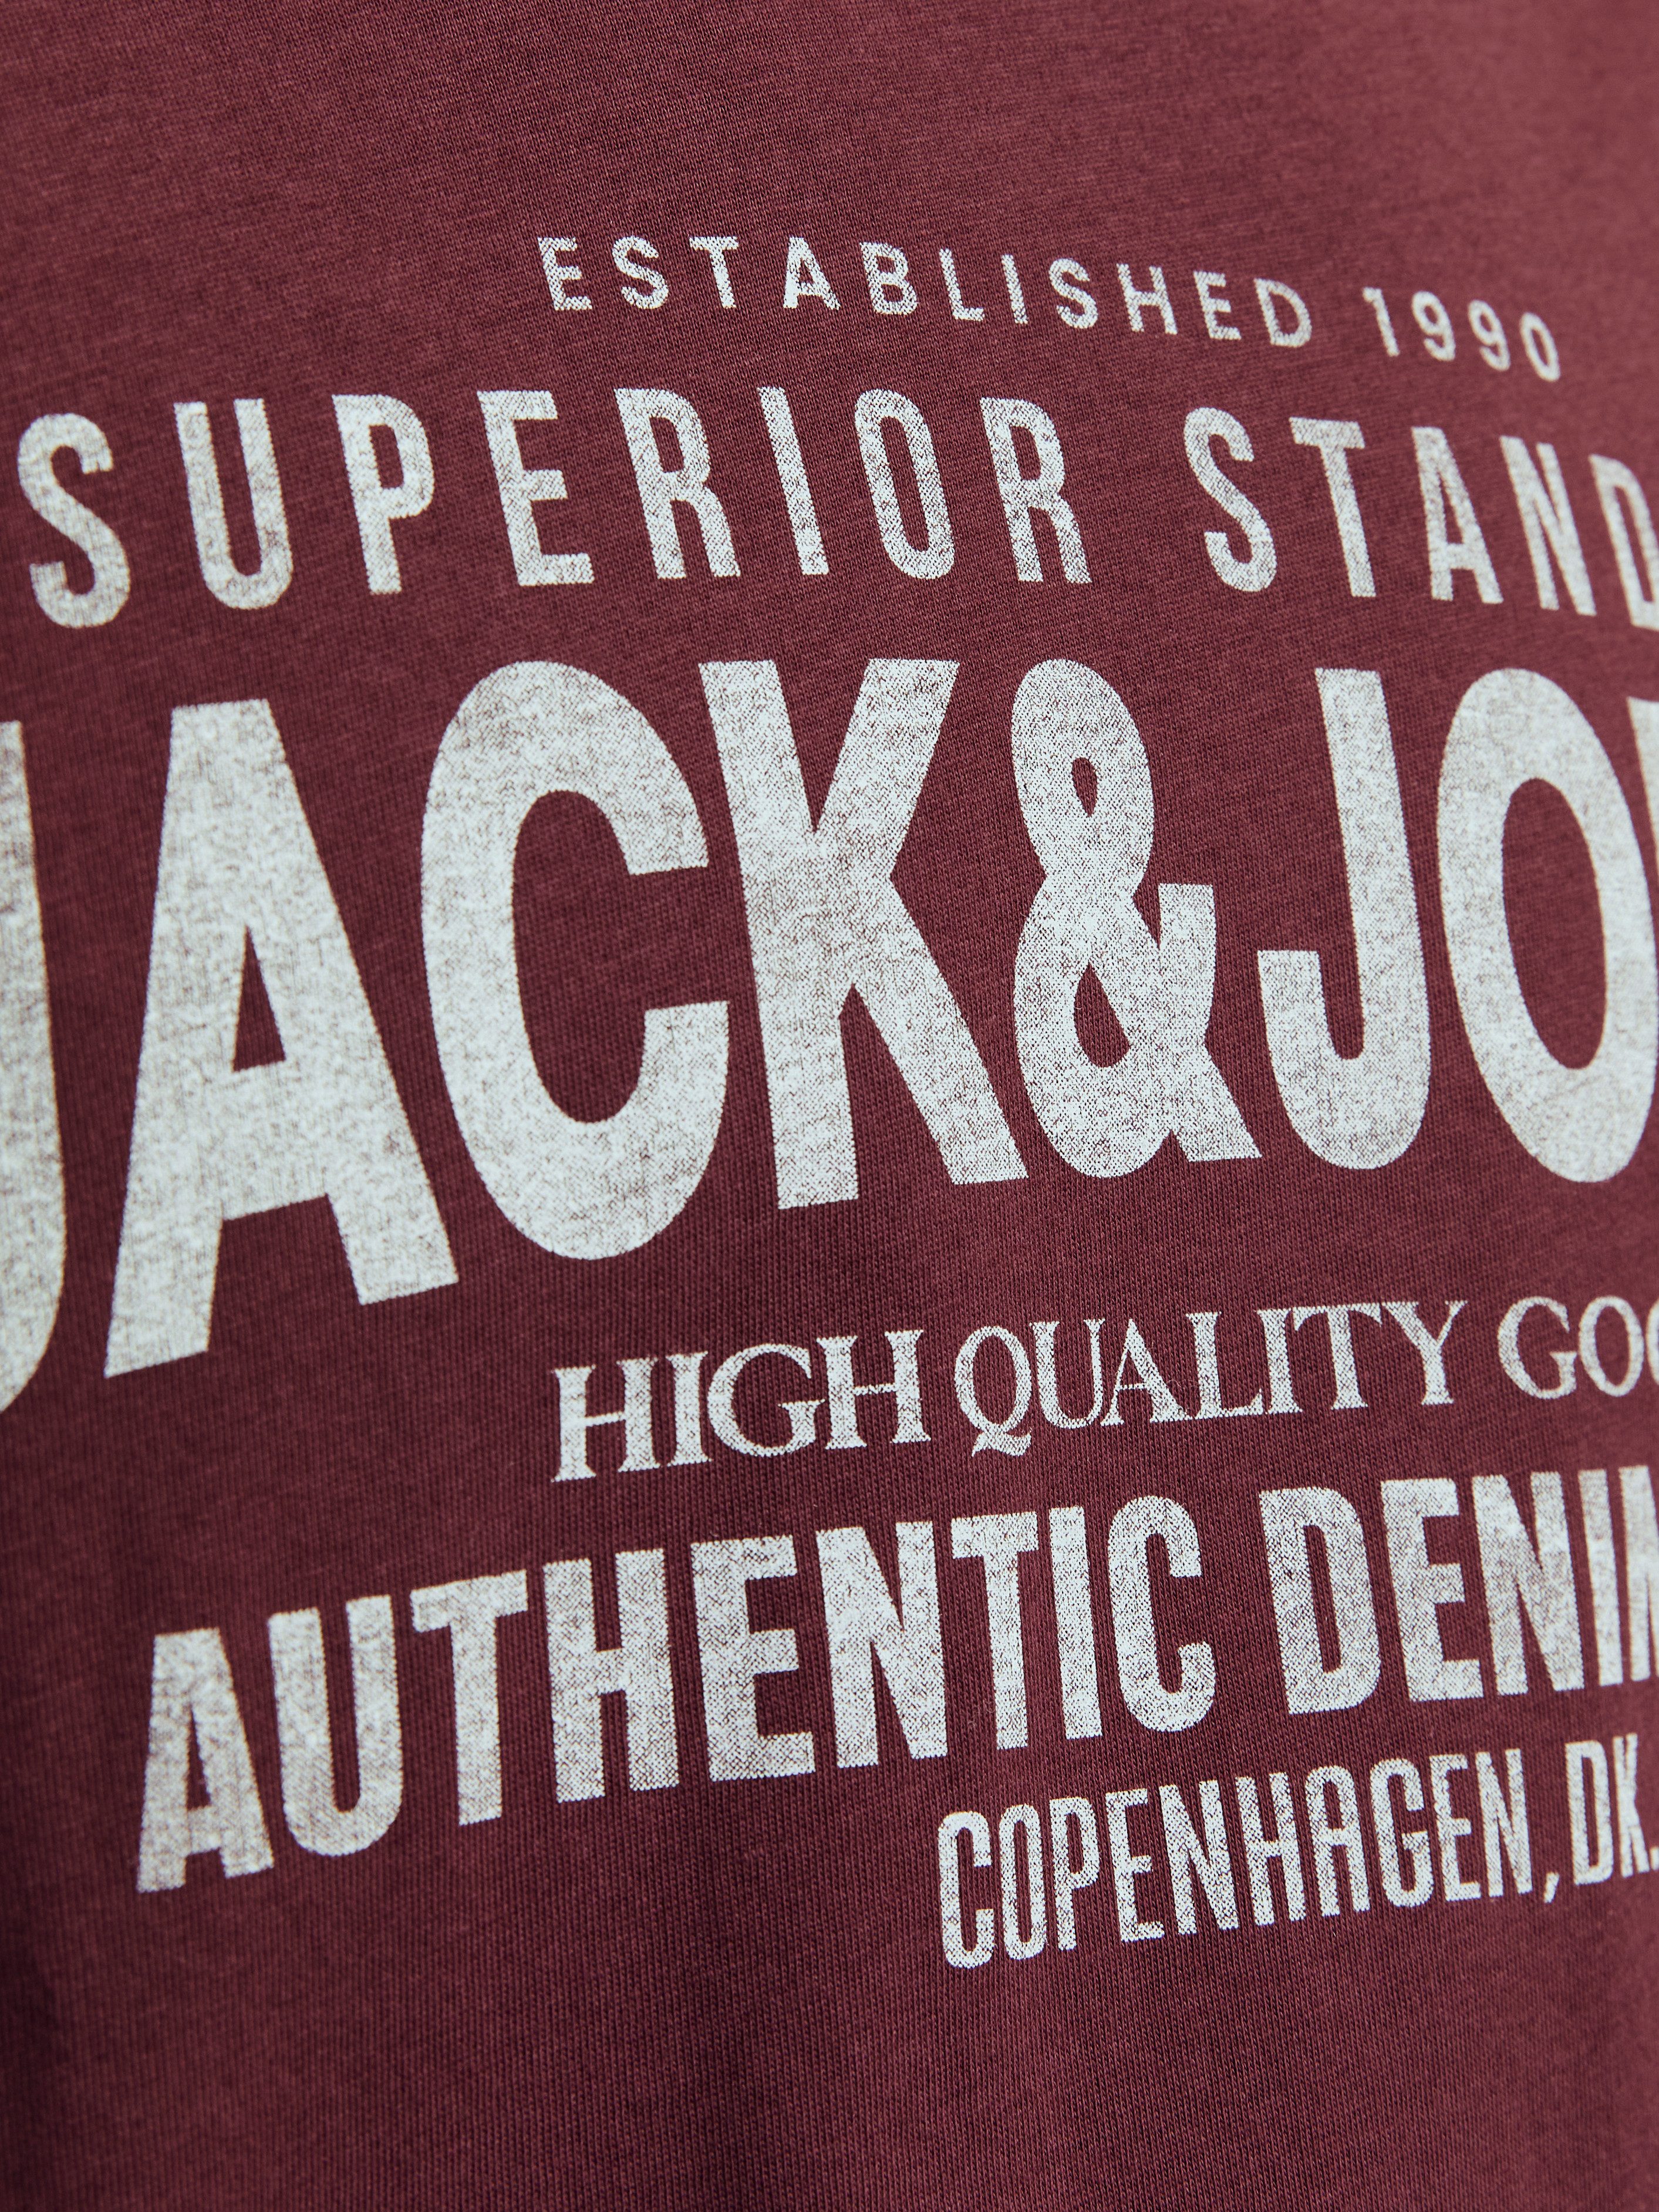 ESTABLISHED 1990
SUPERIOR STAND
JACK&JO
HIGH QUALITY GOO
AUTHENTIC DENIM
COPENHAGEN, DK.